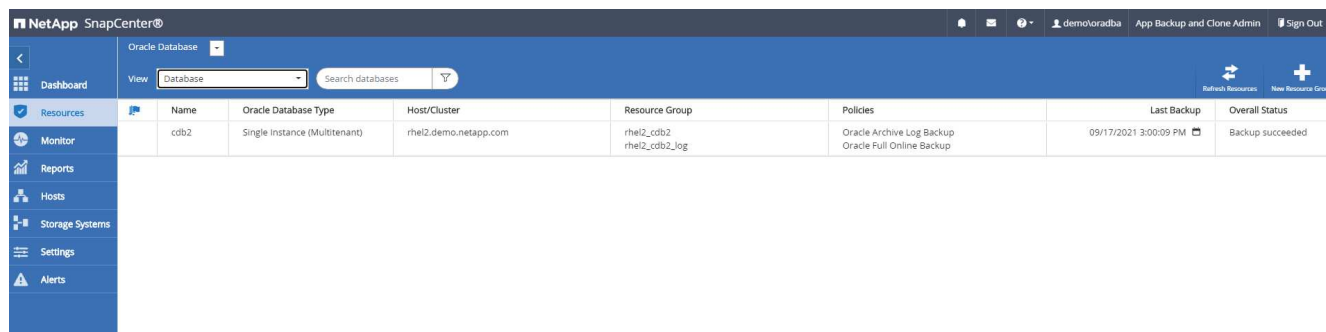 NetApp SnapCenter®
demo\oradba App Backup and Clone Admin Sign Out
Oracle Database
View Database Search databases
Refresh Resources New Resource Gro
Dashboard
Resources
Monitor
Reports
Hosts
Storage Systems
Settings
Alerts
Name Oracle Database Type Host/Cluster Resource Group Policies Last Backup Overall Status
cdb2 Single Instance (Multitenant) rhel2.demo.netapp.com rhel2_cdb2 Oracle Archive Log Backup 09/17/2021 3:00:09 PM Backup succeeded
rhel2_cdb2_log Oracle Full Online Backup